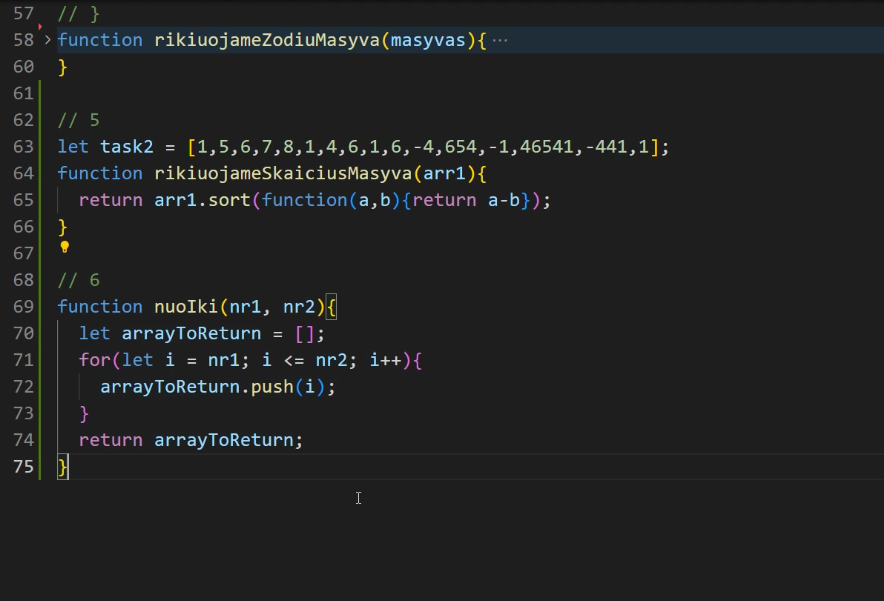 57 // }
58 > function rikiuojameZodiuMasyva(masyvas){ ···
60 }
61
62 // 5
63 let task2 = [1,5,6,7,8,1,4,6,1,6,-4,654,-1,46541,-441,1];
64 function rikiuojameSkaiciusMasyva(arr1){
65 return arr1.sort(function(a,b){return a-b});
66 }
67
68 // 6
69 function nuoIki(nr1, nr2){
70 let arrayToReturn = [];
71 for(let i = nr1; i <= nr2; i++){
72 arrayToReturn.push(i);
73 }
74 return arrayToReturn;
75 }